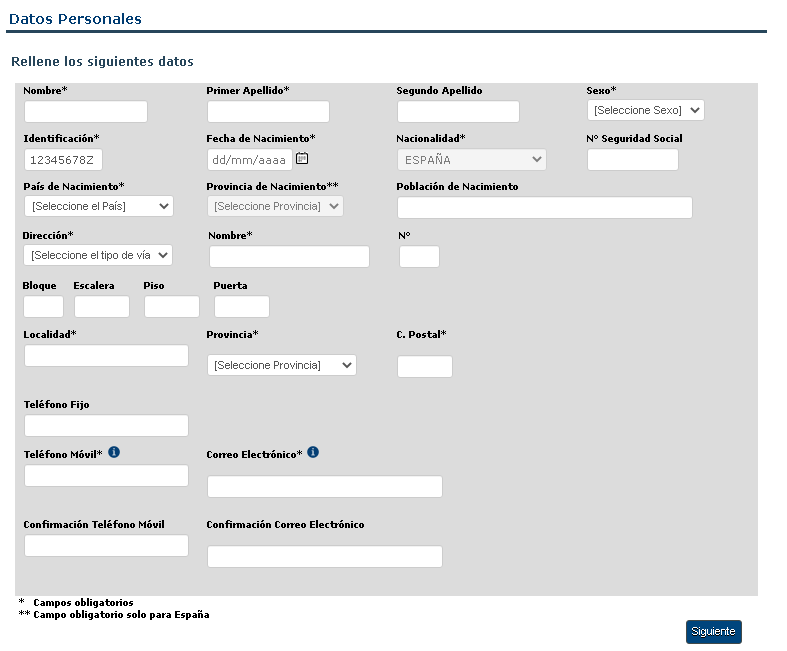 Datos Personales
Rellene los siguientes datos
Nombre* Primer Apellido* Segundo Apellido Sexo*
[Seleccione Sexo]
Identificación* Fecha de Nacimiento* Nacionalidad* Nº Seguridad Social
12345678Z dd/mm/aaaa ESPAÑA
País de Nacimiento* Provincia de Nacimiento** Población de Nacimiento
[Seleccione el País] [Seleccione Provincia]
Dirección* Nombre* Nº
[Seleccione el tipo de vía
Bloque Escalera Piso Puerta
Localidad* Provincia* C. Postal*
[Seleccione Provincia]
Teléfono Fijo
Teléfono Móvil* i Correo Electrónico* i
Confirmación Teléfono Móvil Confirmación Correo Electrónico
* Campos obligatorios
** Campo obligatorio solo para España
Siguiente